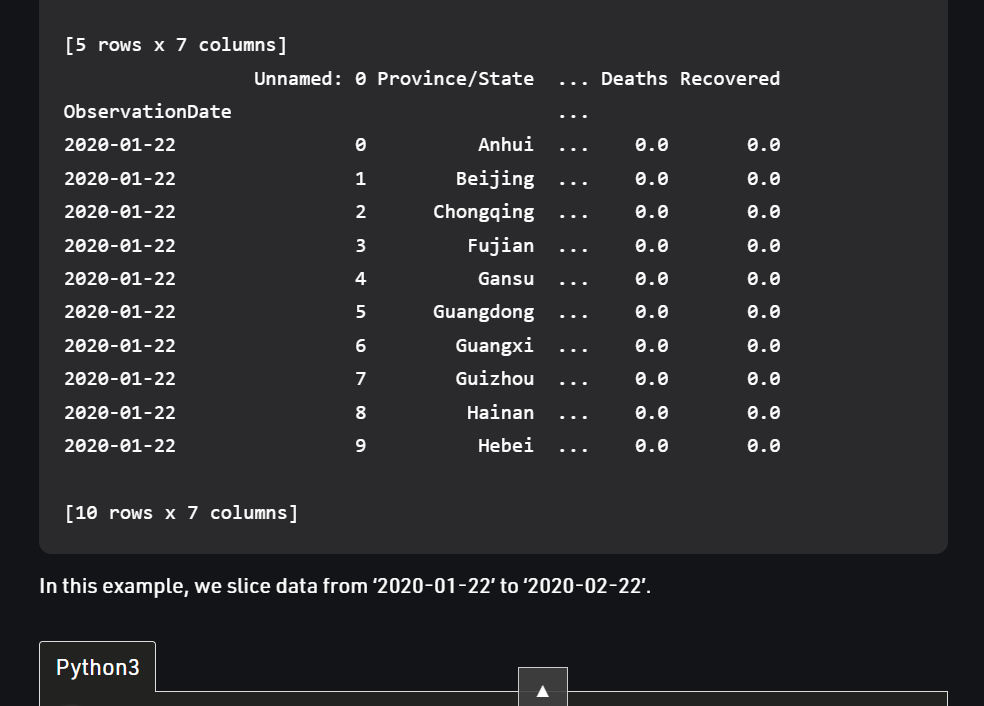 [5 rows x 7 columns]
Unnamed: 0 Province/State ... Deaths Recovered
ObservationDate ...
2020-01-22 0 Anhui ... 0.0 0.0
2020-01-22 1 Beijing ... 0.0 0.0
2020-01-22 2 Chongqing ... 0.0 0.0
2020-01-22 3 Fujian ... 0.0 0.0
2020-01-22 4 Gansu ... 0.0 0.0
2020-01-22 5 Guangdong ... 0.0 0.0
2020-01-22 6 Guangxi ... 0.0 0.0
2020-01-22 7 Guizhou ... 0.0 0.0
2020-01-22 8 Hainan ... 0.0 0.0
2020-01-22 9 Hebei ... 0.0 0.0
[10 rows x 7 columns]
In this example, we slice data from ‘2020-01-22’ to ‘2020-02-22’.
Python3